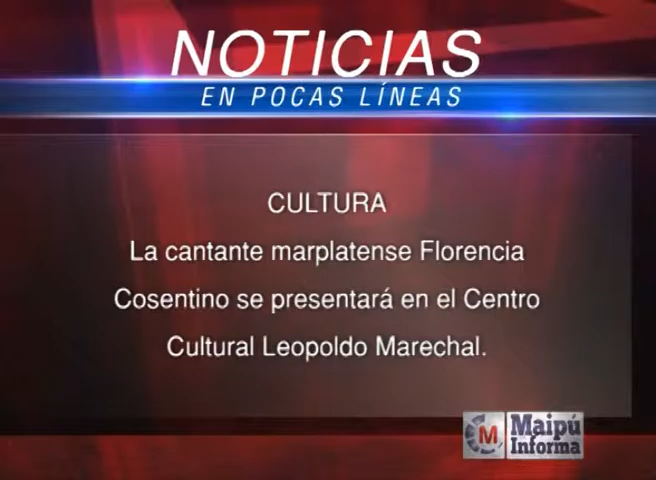 NOTICIAS
EN POCAS LÍNEAS
CULTURA
La cantante marplatense Florencia
Cosentino se presentará en el Centro
Cultural Leopoldo Marechal.
M
Maipú
Informa